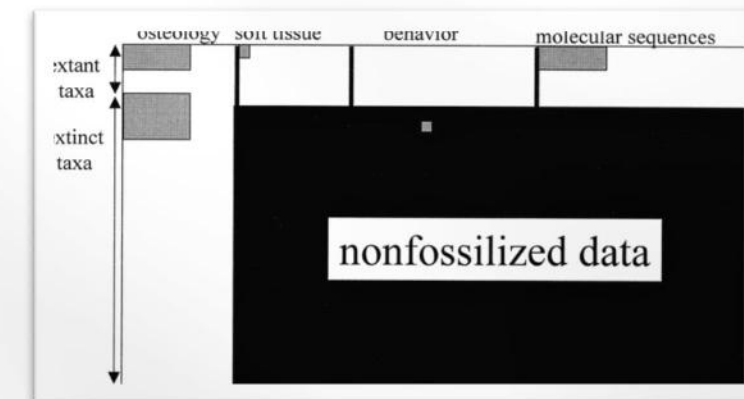 osteology soft tissue behavior molecular sequences
xtant
taxa
xtinct
taxa
nonfossilized data